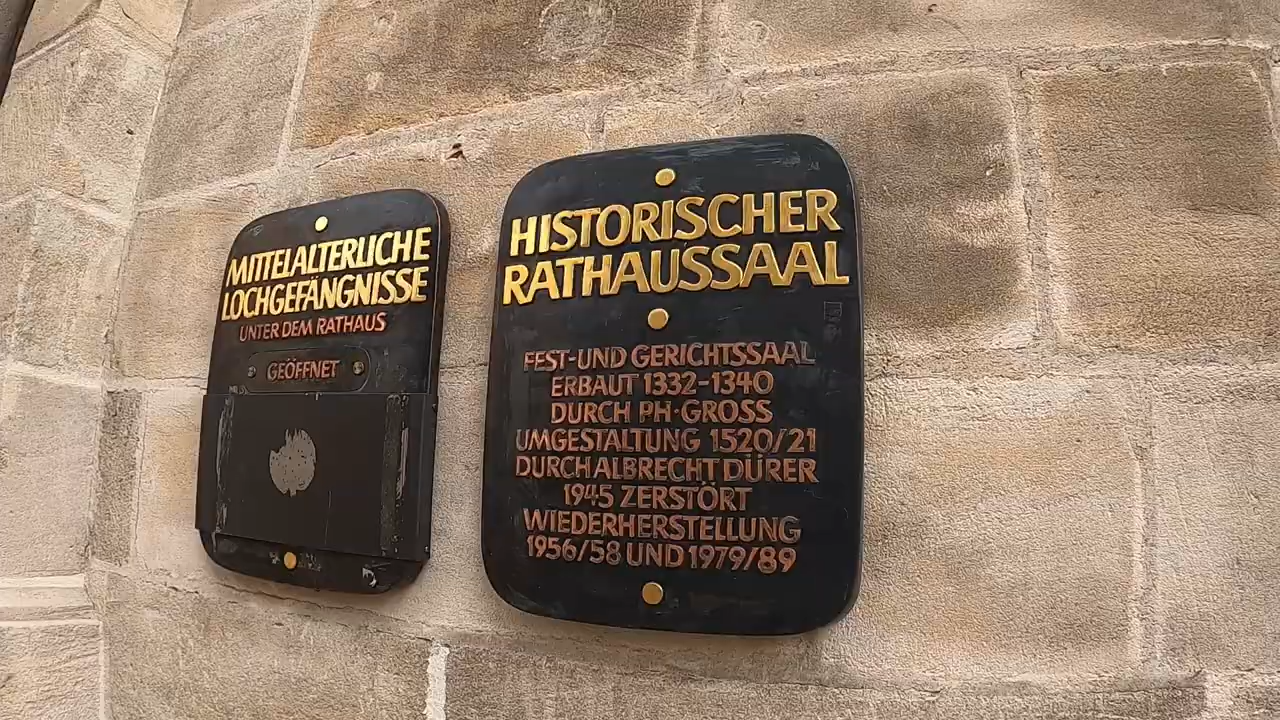 MITTELALTERLICHE
LOCHGEFÄNGNISSE
UNTER DEM RATHAUS
GEÖFFNET
HISTORISCHER
RATHAUSSAAL
FEST-UND GERICHTSSAAL
ERBAUT 1332-1340
DURCH PH·GROSS
UMGESTALTUNG 1520/21
DURCH ALBRECHT DÜRER
1945 ZERSTÖRT
WIEDERHERSTELLUNG
1956/58 UND 1979/89